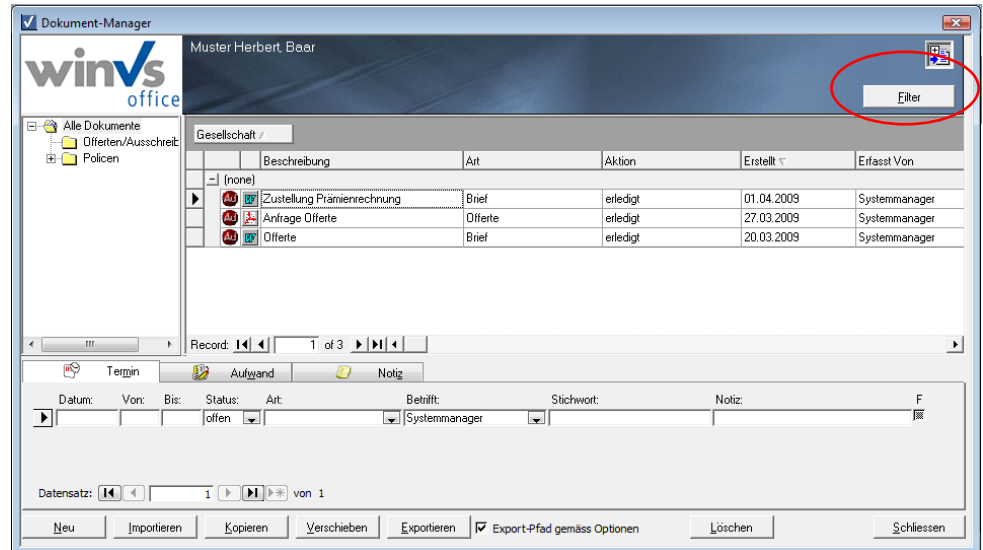 Dokument-Manager
winVs
office
Muster Herbert, Baar
Filter
Alle Dokumente
Offerten/Ausschreib
Policen
Gesellschaft
Beschreibung Art Aktion Erstellt Erfasst Von
(none)
Zustellung Prämienrechnung Brief erledigt 01.04.2009 Systemmanager
Anfrage Offerte Offerte erledigt 27.03.2009 Systemmanager
Offerte Brief erledigt 20.03.2009 Systemmanager
Record: 1 of 3
Termin Aufwand Notiz
Datum: Von: Bis: Status: Art: Betrifft: Stichwort: Notiz: F
offen Systemmanager
Datensatz: 1 von 1
Neu Importieren Kopieren Verschieben Exportieren Export-Pfad gemäss Optionen Löschen Schliessen